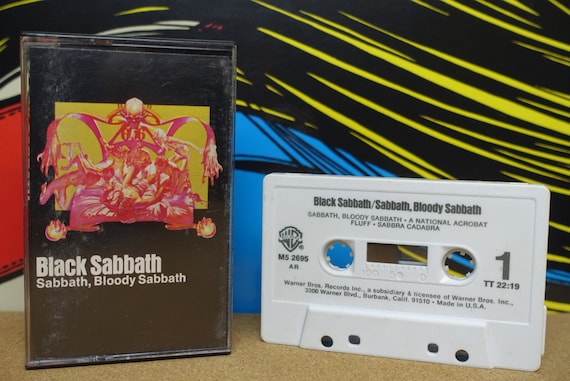 Black Sabbath
Sabbath, Bloody Sabbath
Black Sabbath/Sabbath, Bloody Sabbath
SABBATH, BLOODY SABBATH • A NATIONAL ACROBAT
FLUFF • SABBRA CADABRA
M5 2695
AR
1
TT 22:19
Warner Bros. Records Inc., a subsidiary & licensee of Warner Bros. Inc.,
3300 Warner Blvd., Burbank, Calif. 91510 • Made in U.S.A.